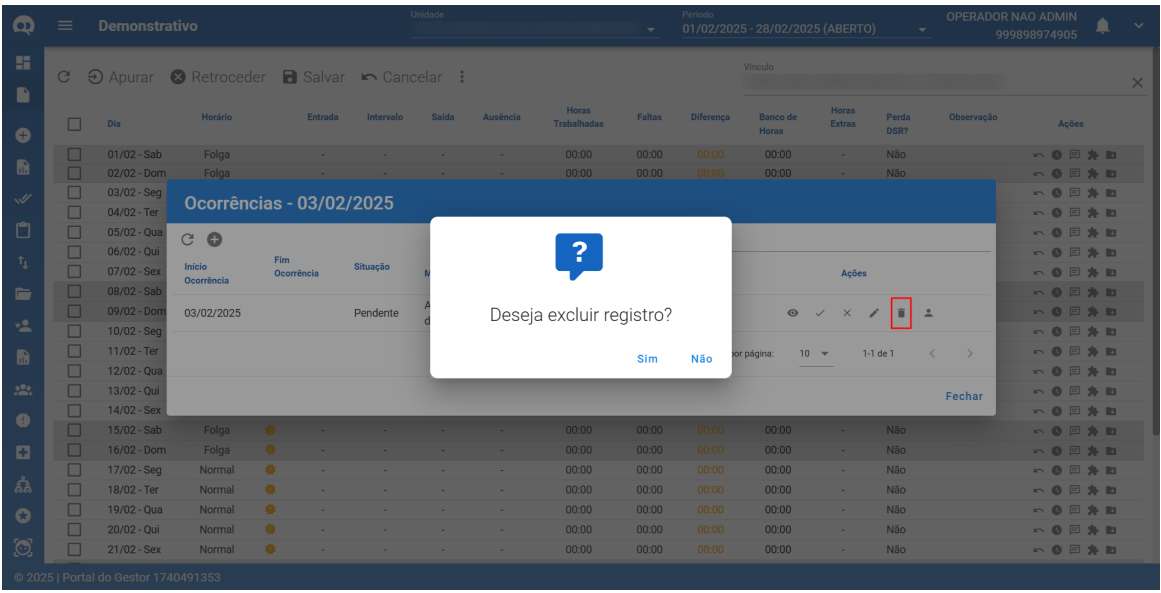 Demonstrativo
Unidade
Período
01/02/2025 - 28/02/2025 (ABERTO)
OPERADOR NAO ADMIN
999898974905
Apurar Retroceder Salvar Cancelar
Vínculo
Dia Horário Entrada Intervalo Saída Ausência Horas Trabalhadas Faltas Diferença Banco de Horas Horas Extras Perda DSR? Observação Ações
01/02 - Sab Folga - - - - 00:00 00:00 00:00 00:00 - Não
02/02 - Dom Folga - - - - 00:00 00:00 00:00 00:00 - Não
03/02 - Seg
04/02 - Ter
05/02 - Qua
06/02 - Qui
07/02 - Sex
08/02 - Sab
09/02 - Dom
10/02 - Seg
11/02 - Ter
12/02 - Qua
13/02 - Qui
14/02 - Sex
Ocorrências - 03/02/2025
Início Ocorrência Fim Ocorrência Situação Ações
03/02/2025 Pendente
por página: 10 1-1 de 1
Fechar
?
Deseja excluir registro?
Sim Não
15/02 - Sab Folga - - - - 00:00 00:00 00:00 00:00 - Não
16/02 - Dom Folga - - - - 00:00 00:00 00:00 00:00 - Não
17/02 - Seg Normal - - - - 00:00 00:00 00:00 00:00 - Não
18/02 - Ter Normal - - - - 00:00 00:00 00:00 00:00 - Não
19/02 - Qua Normal - - - - 00:00 00:00 00:00 00:00 - Não
20/02 - Qui Normal - - - - 00:00 00:00 00:00 00:00 - Não
21/02 - Sex Normal - - - - 00:00 00:00 00:00 00:00 - Não
© 2025 | Portal do Gestor 1740491353